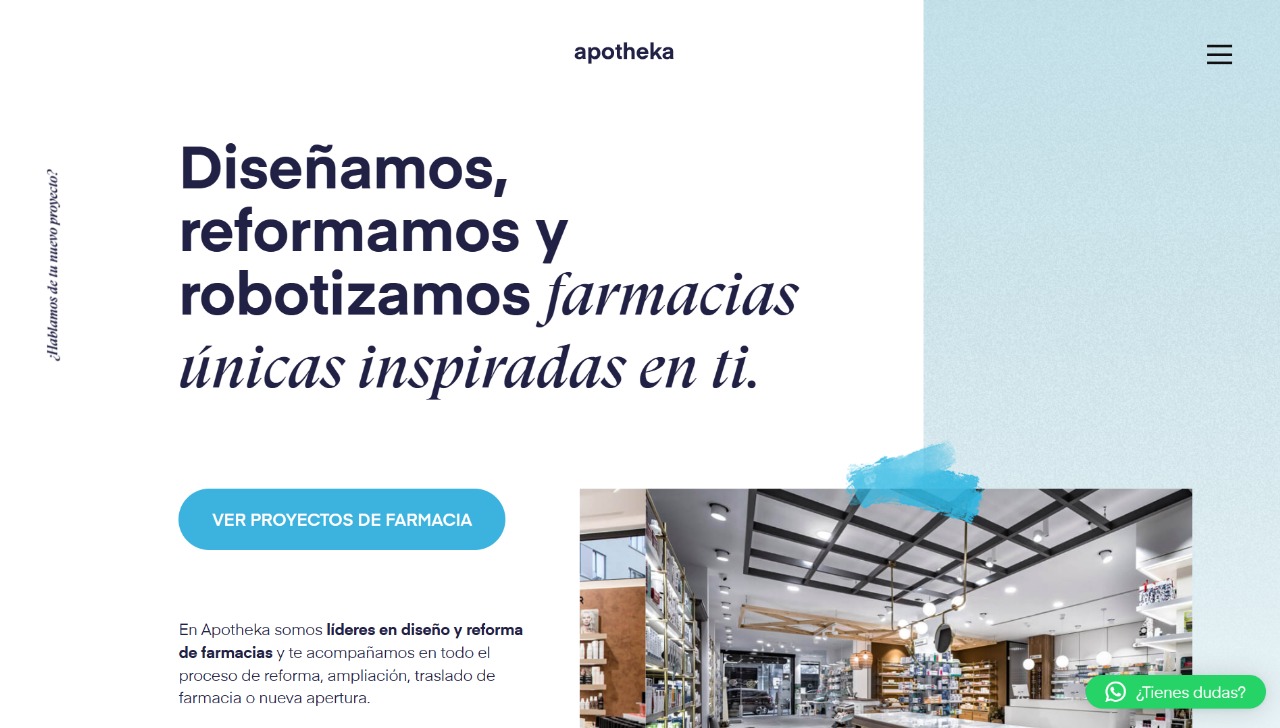 apotheka
¿Hablamos de tu nuevo proyecto?
Diseñamos,
reformamos y
robotizamos farmacias
únicas inspiradas en ti.
VER PROYECTOS DE FARMACIA
En Apotheka somos líderes en diseño y reforma
de farmacias y te acompañamos en todo el
proceso de reforma, ampliación, traslado de
farmacia o nueva apertura.
¿Tienes dudas?